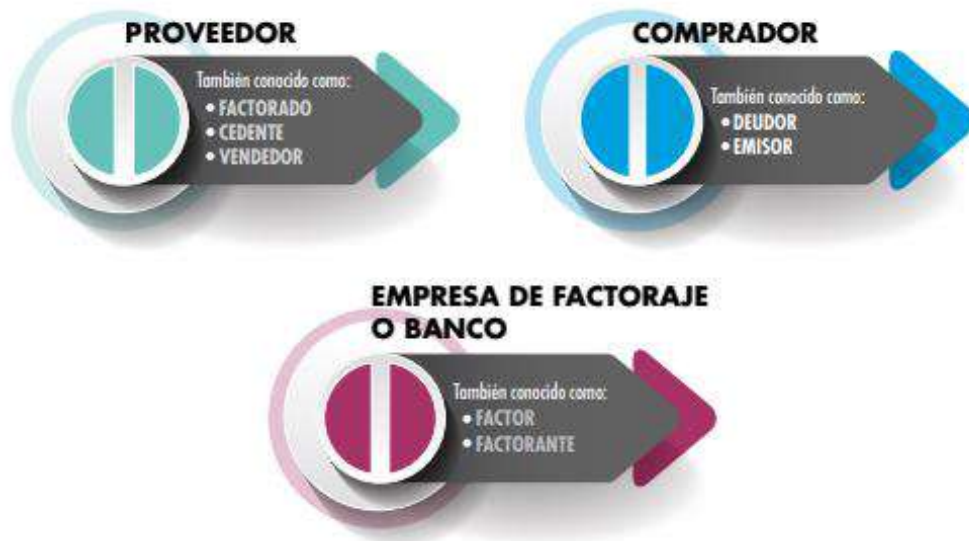 PROVEEDOR
También conocido como:
• FACTORADO
• CEDENTE
• VENDEDOR
COMPRADOR
También conocido como:
• DEUDOR
• EMISOR
EMPRESA DE FACTORAJE
O BANCO
También conocido como:
• FACTOR
• FACTORANTE